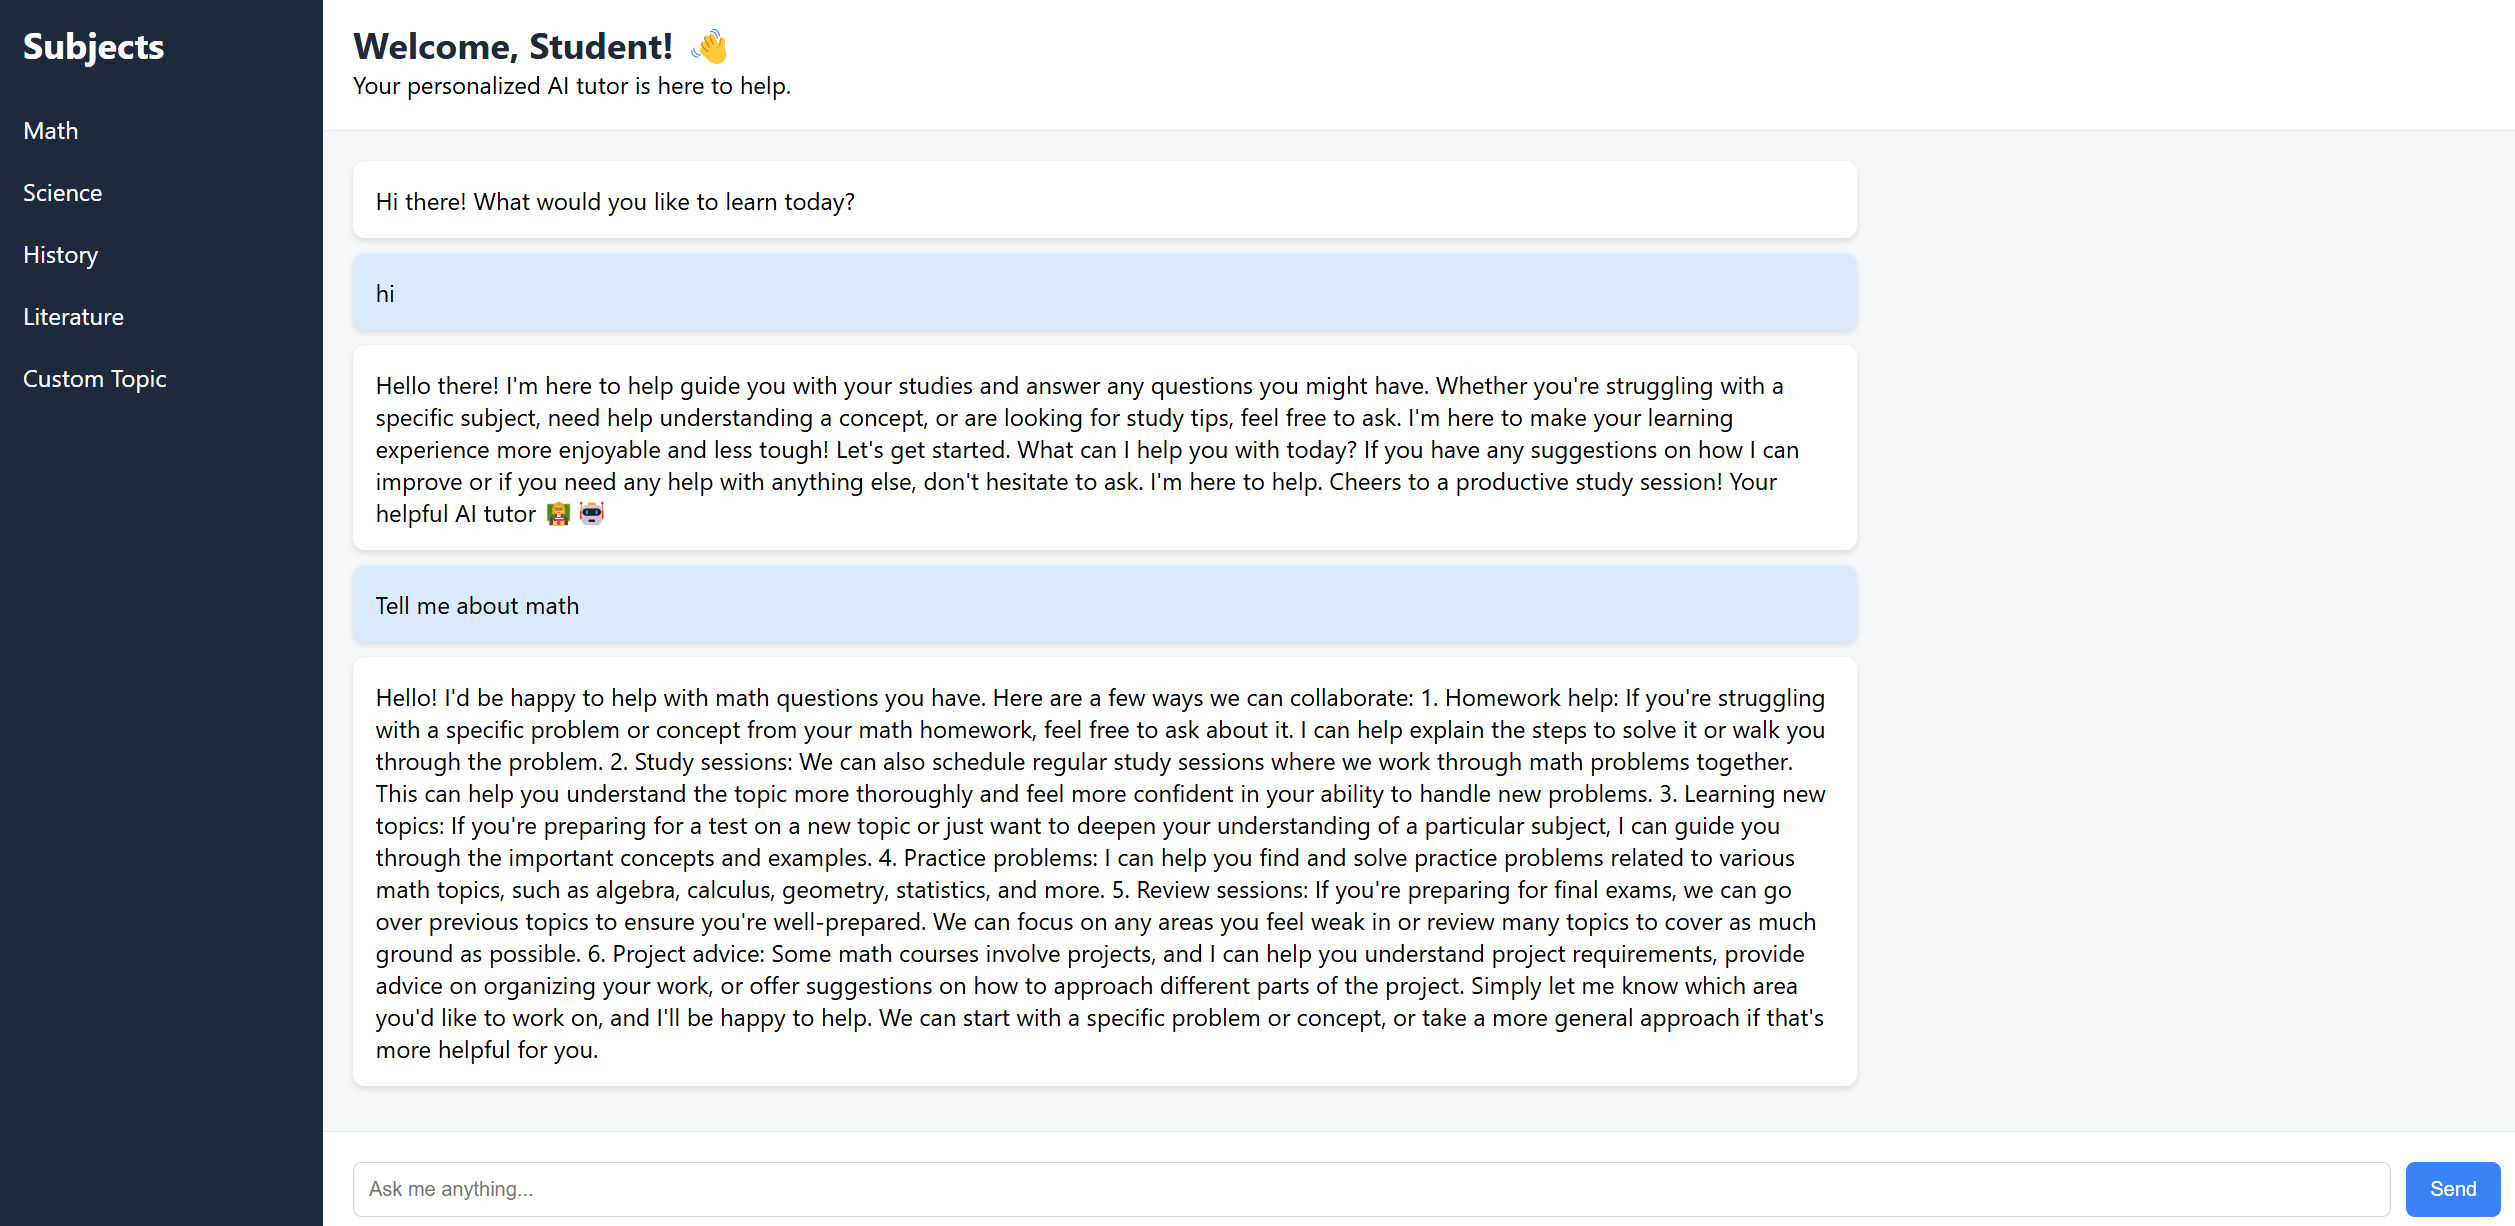 Subjects
Math
Science
History
Literature
Custom Topic
Welcome, Student! 👋
Your personalized AI tutor is here to help.
Hi there! What would you like to learn today?
hi
Hello there! I'm here to help guide you with your studies and answer any questions you might have. Whether you're struggling with a
specific subject, need help understanding a concept, or are looking for study tips, feel free to ask. I'm here to make your learning
experience more enjoyable and less tough! Let's get started. What can I help you with today? If you have any suggestions on how I can
improve or if you need any help with anything else, don't hesitate to ask. I'm here to help. Cheers to a productive study session! Your
helpful AI tutor
Tell me about math
Hello! I'd be happy to help with math questions you have. Here are a few ways we can collaborate: 1. Homework help: If you're struggling
with a specific problem or concept from your math homework, feel free to ask about it. I can help explain the steps to solve it or walk you
through the problem. 2. Study sessions: We can also schedule regular study sessions where we work through math problems together.
This can help you understand the topic more thoroughly and feel more confident in your ability to handle new problems. 3. Learning new
topics: If you're preparing for a test on a new topic or just want to deepen your understanding of a particular subject, I can guide you
through the important concepts and examples. 4. Practice problems: I can help you find and solve practice problems related to various
math topics, such as algebra, calculus, geometry, statistics, and more. 5. Review sessions: If you're preparing for final exams, we can go
over previous topics to ensure you're well-prepared. We can focus on any areas you feel weak in or review many topics to cover as much
ground as possible. 6. Project advice: Some math courses involve projects, and I can help you understand project requirements, provide
advice on organizing your work, or offer suggestions on how to approach different parts of the project. Simply let me know which area
you'd like to work on, and I'll be happy to help. We can start with a specific problem or concept, or take a more general approach if that's
more helpful for you.
Ask me anything...
Send